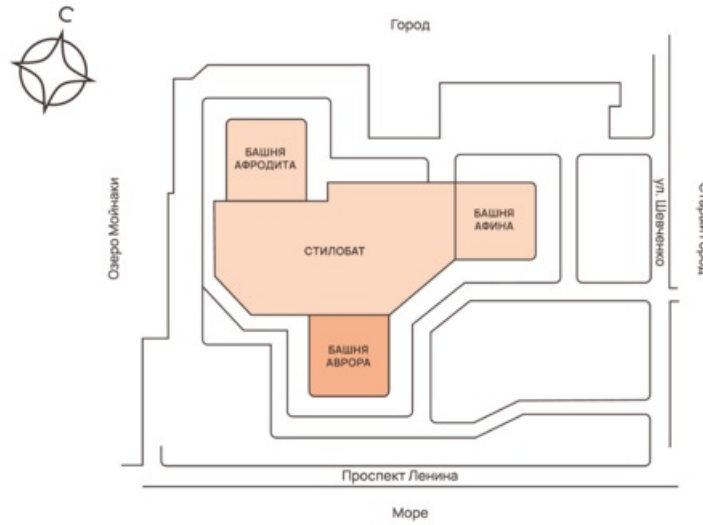 С
Город
БАШНЯ
АФРОДИТА
Озеро Мойнаки
СТИЛОБАТ
БАШНЯ
АФИНА
ул. Шевченко
БАШНЯ
АВРОРА
Проспект Ленина
Море